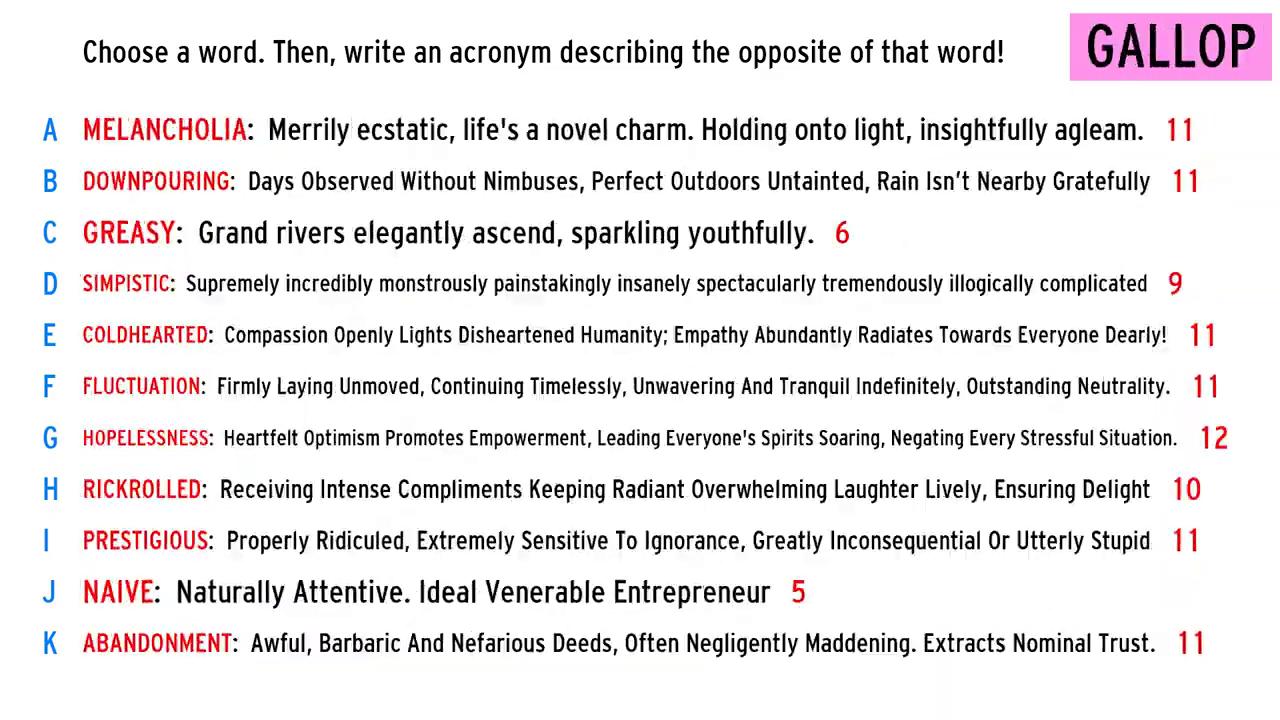 Choose a word. Then, write an acronym describing the opposite of that word!
GALLOP
A MELANCHOLIA: Merrily ecstatic, life's a novel charm. Holding onto light, insightfully agleam. 11
B DOWNPOURING: Days Observed Without Nimbuses, Perfect Outdoors Untainted, Rain Isn't Nearby Gratefully 11
C GREASY: Grand rivers elegantly ascend, sparkling youthfully. 6
D SIMPISTIC: Supremely incredibly monstrously painstakingly insanely spectacularly tremendously illogically complicated 9
E COLDHEARTED: Compassion Openly Lights Disheartened Humanity; Empathy Abundantly Radiates Towards Everyone Dearly! 11
F FLUCTUATION: Firmly Laying Unmoved, Continuing Timelessly, Unwavering And Tranquil Indefinitely, Outstanding Neutrality. 11
G HOPELESSNESS: Heartfelt Optimism Promotes Empowerment, Leading Everyone's Spirits Soaring, Negating Every Stressful Situation. 12
H RICKROLLED: Receiving Intense Compliments Keeping Radiant Overwhelming Laughter Lively, Ensuring Delight 10
I PRESTIGIOUS: Properly Ridiculed, Extremely Sensitive To Ignorance, Greatly Inconsequential Or Utterly Stupid 11
J NAIVE: Naturally Attentive. Ideal Venerable Entrepreneur 5
K ABANDONMENT: Awful, Barbaric And Nefarious Deeds, Often Negligently Maddening. Extracts Nominal Trust. 11